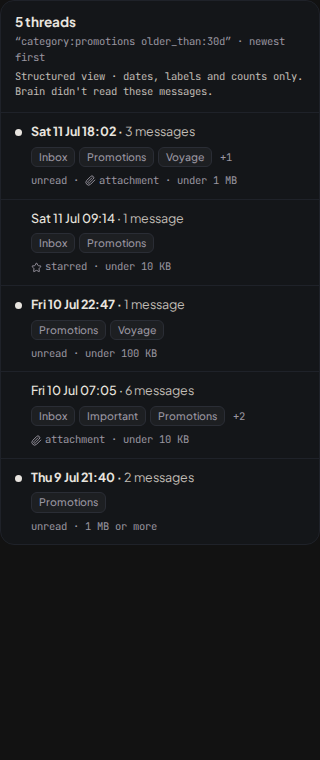 5 threads
“category:promotions older_than:30d” · newest
first
Structured view · dates, labels and counts only.
Brain didn't read these messages.
Sat 11 Jul 18:02 · 3 messages
Inbox Promotions Voyage +1
unread · attachment · under 1 MB
Sat 11 Jul 09:14 · 1 message
Inbox Promotions
starred · under 10 KB
Fri 10 Jul 22:47 · 1 message
Promotions Voyage
unread · under 100 KB
Fri 10 Jul 07:05 · 6 messages
Inbox Important Promotions +2
attachment · under 10 KB
Thu 9 Jul 21:40 · 2 messages
Promotions
unread · 1 MB or more